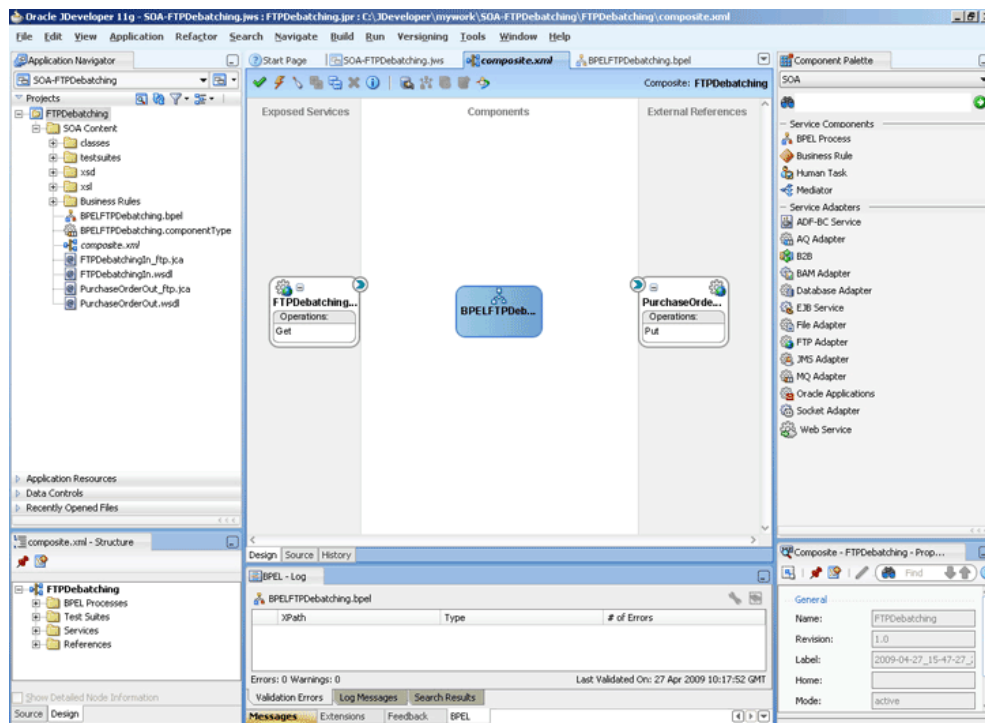 Oracle JDeveloper 11g - SOA-FTPDebatching.jws : FTPDebatching.jpr : C:\JDeveloper\mywork\SOA-FTPDebatching\FTPDebatching\composite.xml
File Edit View Application Refactor Search Navigate Build Run Versioning Tools Window Help
Application Navigator
SOA-FTPDebatching
Projects
FTPDebatching
SOA Content
classes
testsuites
xsd
xsl
Business Rules
BPELFTPDebatching.bpel
BPELFTPDebatching.componentType
composite.xml
FTPDebatchingIn_ftp.jca
FTPDebatchingIn.wsdl
PurchaseOrderOut_ftp.jca
PurchaseOrderOut.wsdl
Application Resources
Data Controls
Recently Opened Files
composite.xml - Structure
FTPDebatching
BPEL Processes
Test Suites
Services
References
Show Detailed Node Information
Source Design
Start Page SOA-FTPDebatching.jws composite.xml BPELFTPDebatching.bpel
Composite: FTPDebatching
Exposed Services Components External References
FTPDebatching...
Operations:
Get
BPELFTPDeb...
PurchaseOrde...
Operations:
Put
Design Source History
BPEL - Log
BPELFTPDebatching.bpel
XPath Type # of Errors
Errors: 0 Warnings: 0 Last Validated On: 27 Apr 2009 10:17:52 GMT
Validation Errors Log Messages Search Results
Messages Extensions Feedback BPEL
Component Palette
SOA
Service Components
BPEL Process
Business Rule
Human Task
Mediator
Service Adapters
ADF-BC Service
AQ Adapter
B2B
BAM Adapter
Database Adapter
EJB Service
File Adapter
FTP Adapter
JMS Adapter
MQ Adapter
Oracle Applications
Socket Adapter
Web Service
Composite - FTPDebatching - Prop...
Find
General
Name: FTPDebatching
Revision: 1.0
Label: 2009-04-27_15-47-27_
Home:
Mode: active